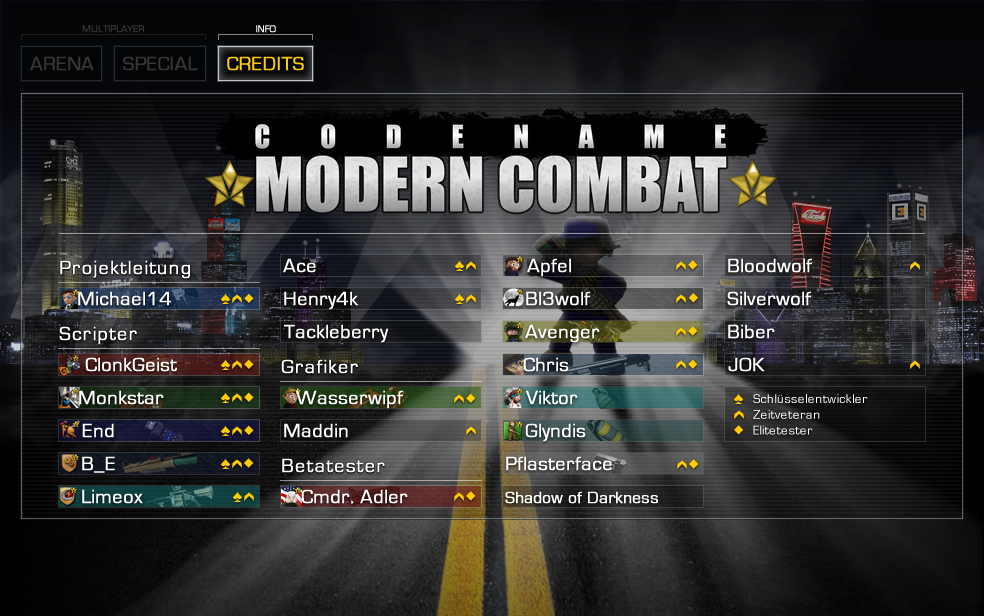 MULTIPLAYER
INFO
ARENA
SPECIAL
CREDITS
CODENAME
MODERN COMBAT
Projektleitung
Michael14
Scripter
ClonkGeist
Monkstar
End
B_E
Limeox
Ace
Henry4k
Tackleberry
Grafiker
Wasserwipf
Maddin
Betatester
Cmdr. Adler
Apfel
Bl3wolf
Avenger
Chris
Viktor
Glyndis
Pflasterface
Shadow of Darkness
Bloodwolf
Silverwolf
Biber
JOK
Schlüsselentwickler
Zeitveteran
Elitetester